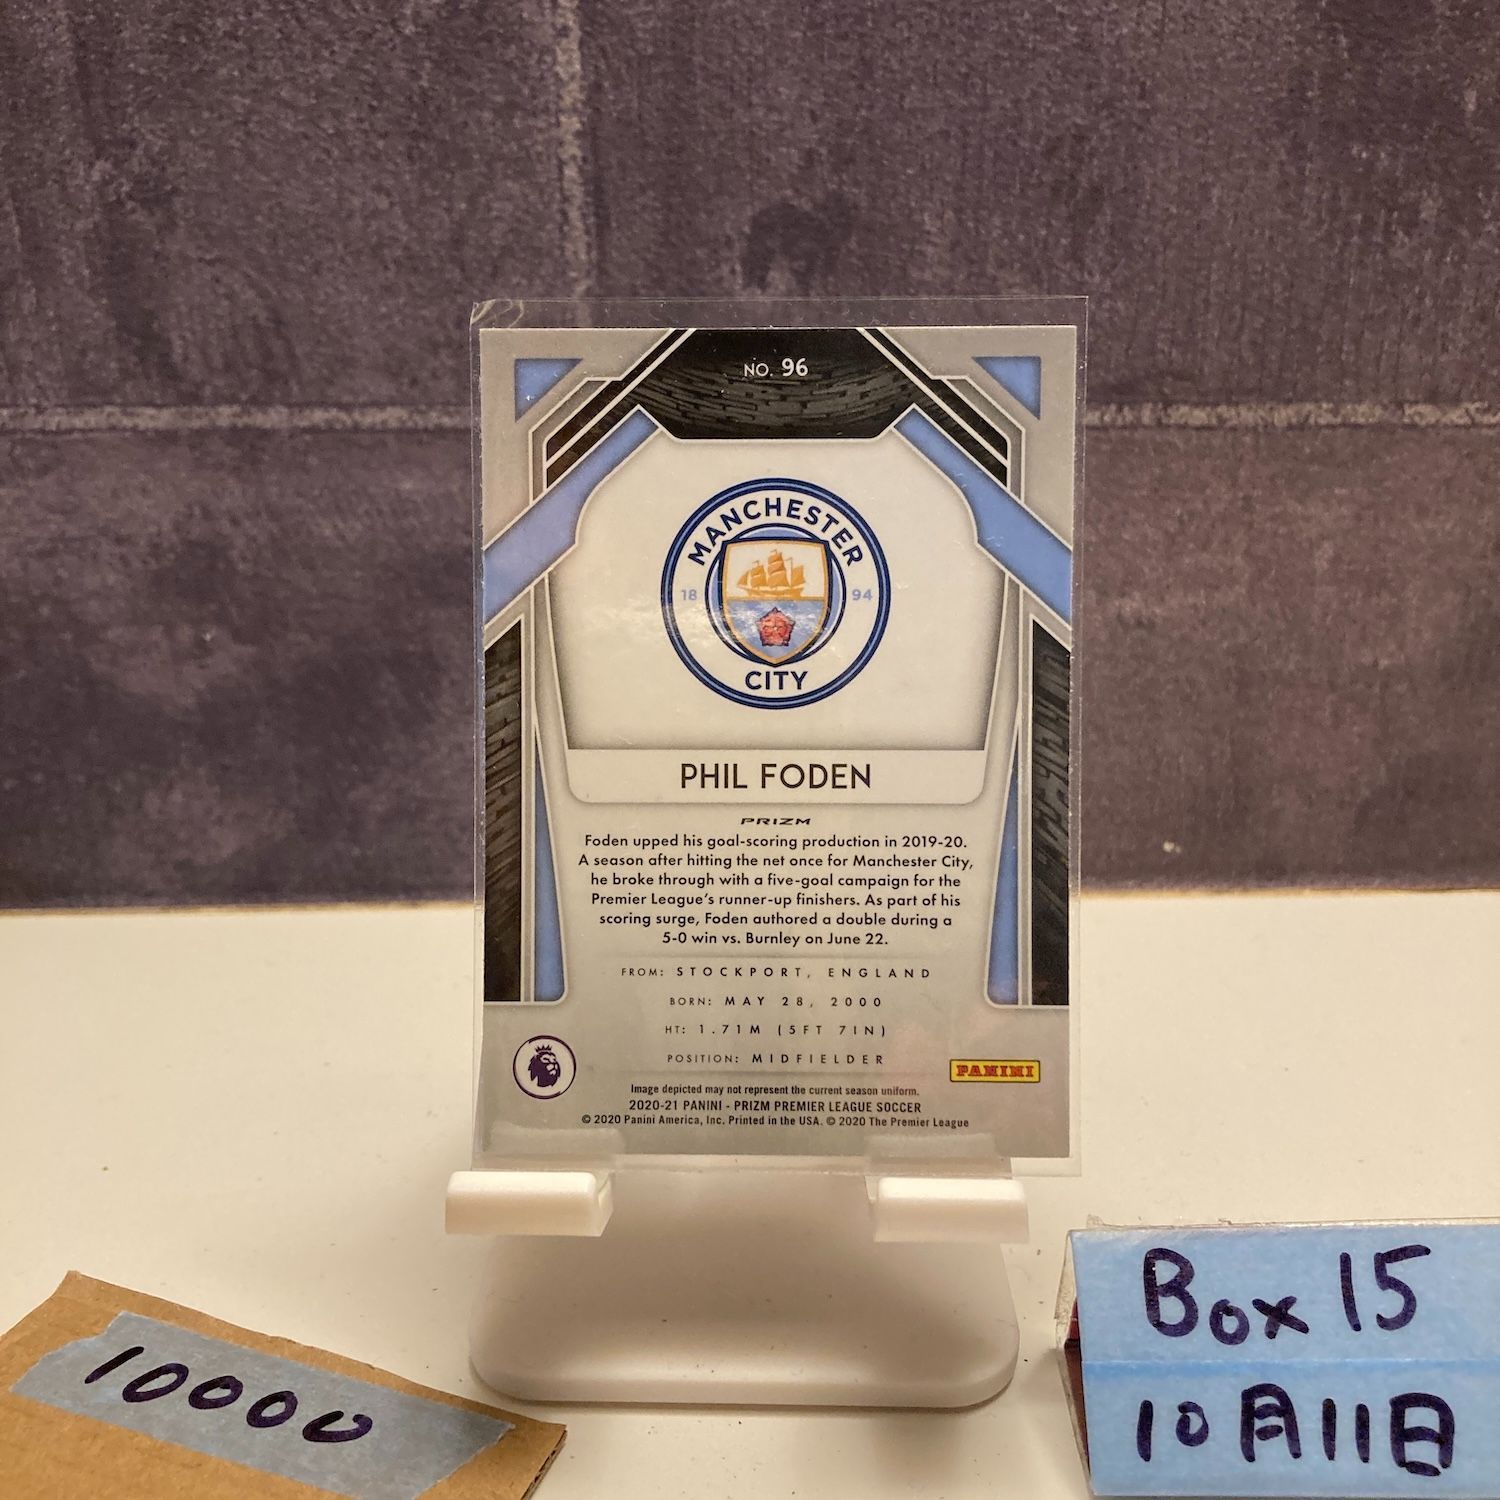 NO. 96
MANCHESTER
18 94
CITY
PHIL FODEN
PRIZM
Foden upped his goal-scoring production in 2019-20.
A season after hitting the net once for Manchester City,
he broke through with a five-goal campaign for the
Premier League's runner-up finishers. As part of his
scoring surge, Foden authored a double during a
5-0 win vs. Burnley on June 22.
FROM: STOCKPORT, ENGLAND
BORN: MAY 28, 2000
HT: 1.71M (5FT 7IN)
POSITION: MIDFIELDER
PANINI
Image depicted may not represent the current season uniform.
2020-21 PANINI - PRIZM PREMIER LEAGUE SOCCER
© 2020 Panini America, Inc. Printed in the USA. © 2020 The Premier League
10000
Box 15
10月11日